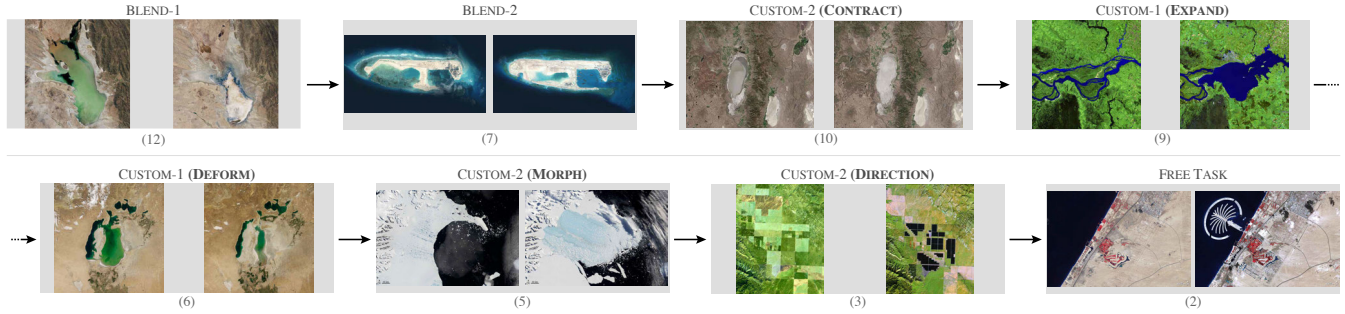 BLEND-1
BLEND-2
CUSTOM-2 (CONTRACT)
CUSTOM-1 (EXPAND)
(12)
(7)
(10)
(9)
CUSTOM-1 (DEFORM)
CUSTOM-2 (MORPH)
CUSTOM-2 (DIRECTION)
FREE TASK
(6)
(5)
(3)
(2)